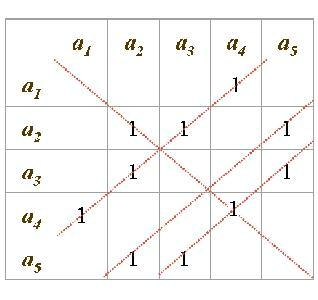 a1 a2 a3 a4 a5
a1 1
a2 1 1 1
a3 1 1
a4 1 1
a5 1 1